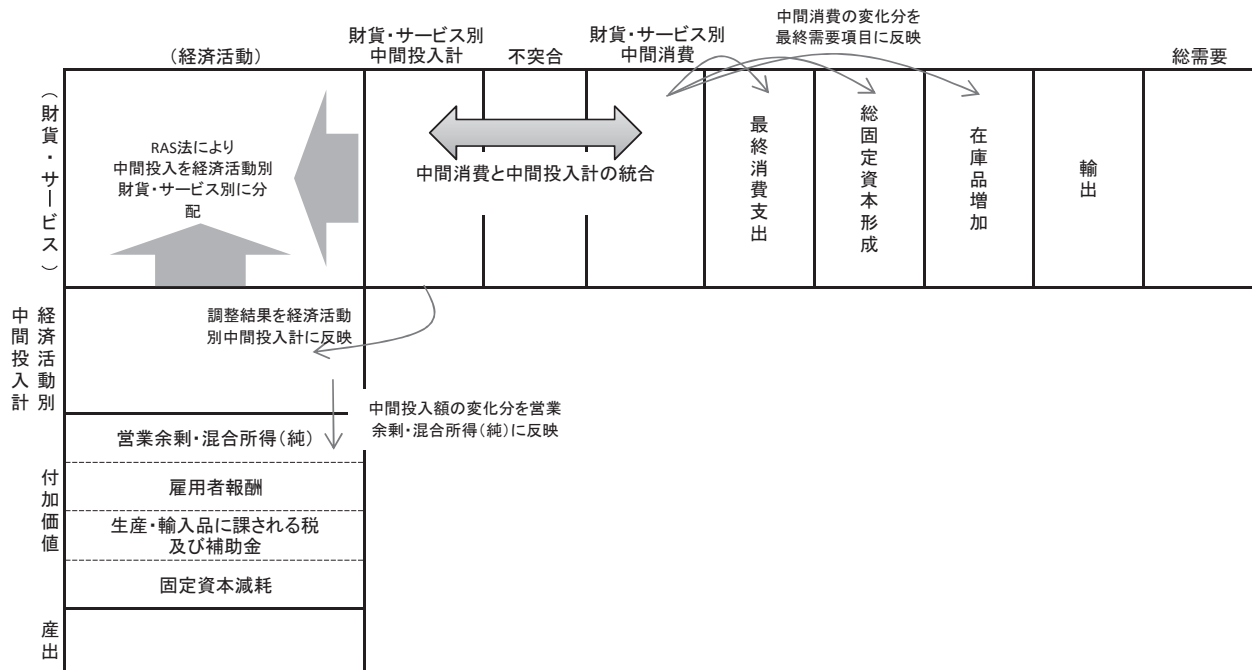 中間消費の変化分を
最終需要項目に反映
(経済活動)
財貨・サービス別
中間投入計
不突合
財貨・サービス別
中間消費
総需要
(財貨・サービス)
RAS法により
中間投入を経済活動別
財貨・サービス別に分
配
中間消費と中間投入計の統合
最終消費支出
総固定資本形成
在庫品増加
輸出
経済活動別
中間投入計
調整結果を経済活動
別中間投入計に反映
中間投入額の変化分を営業
余剰・混合所得(純)に反映
付加価値
営業余剰・混合所得(純)
雇用者報酬
生産・輸入品に課される税
及び補助金
固定資本減耗
産出